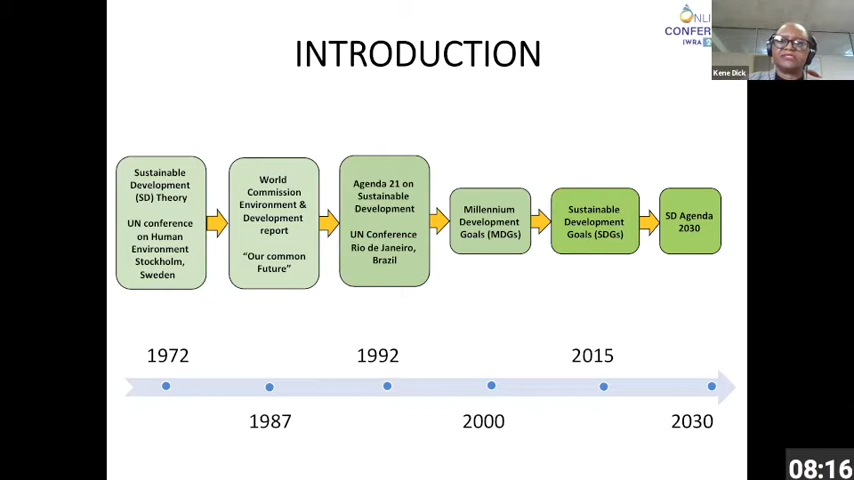 ONLI
CONFER
IWRA
INTRODUCTION
Kene Dick
Sustainable
Development
(SD) Theory
UN conference
on Human
Environment
Stockholm,
Sweden
World
Commission
Environment &
Development
report
“Our common
Future”
Agenda 21 on
Sustainable
Development
UN Conference
Rio de Janeiro,
Brazil
Millennium
Development
Goals (MDGs)
Sustainable
Development
Goals (SDGs)
SD Agenda
2030
1972
1992
2015
1987
2000
2030
08:16